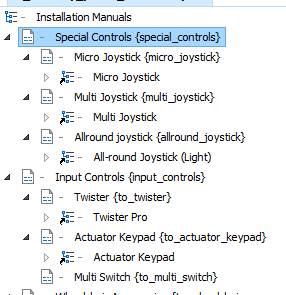 - Installation Manuals
- Special Controls {special_controls}
- Micro Joystick {micro_joystick}
- Micro Joystick
- Multi Joystick {multi_joystick}
- Multi Joystick
- Allround joystick {allround_joystick}
- All-round Joystick (Light)
- Input Controls {input_controls}
- Twister {to_twister}
- Twister Pro
- Actuator Keypad {to_actuator_keypad}
- Actuator Keypad
- Multi Switch {to_multi_switch}